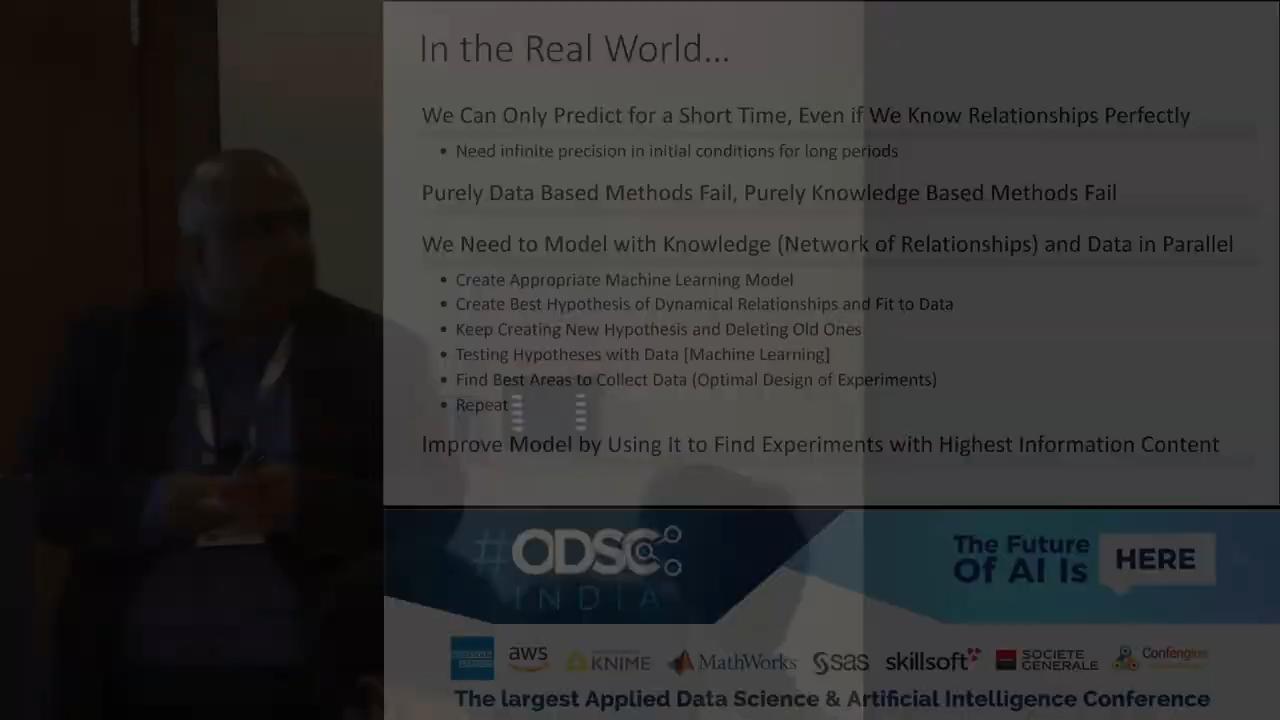 In the Real World...
We Can Only Predict for a Short Time, Even if We Know Relationships Perfectly
• Need infinite precision in initial conditions for long periods
Purely Data Based Methods Fail, Purely Knowledge Based Methods Fail
We Need to Model with Knowledge (Network of Relationships) and Data in Parallel
• Create Appropriate Machine Learning Model
• Create Best Hypothesis of Dynamical Relationships and Fit to Data
• Keep Creating New Hypothesis and Deleting Old Ones
• Testing Hypotheses with Data [Machine Learning]
• Find Best Areas to Collect Data (Optimal Design of Experiments)
• Repeat
Improve Model by Using It to Find Experiments with Highest Information Content
#ODSC
INDIA
The Future
Of AI Is HERE
aws KNIME MathWorks sas skillsoft SOCIETE GENERALE Confengine
The largest Applied Data Science & Artificial Intelligence Conference